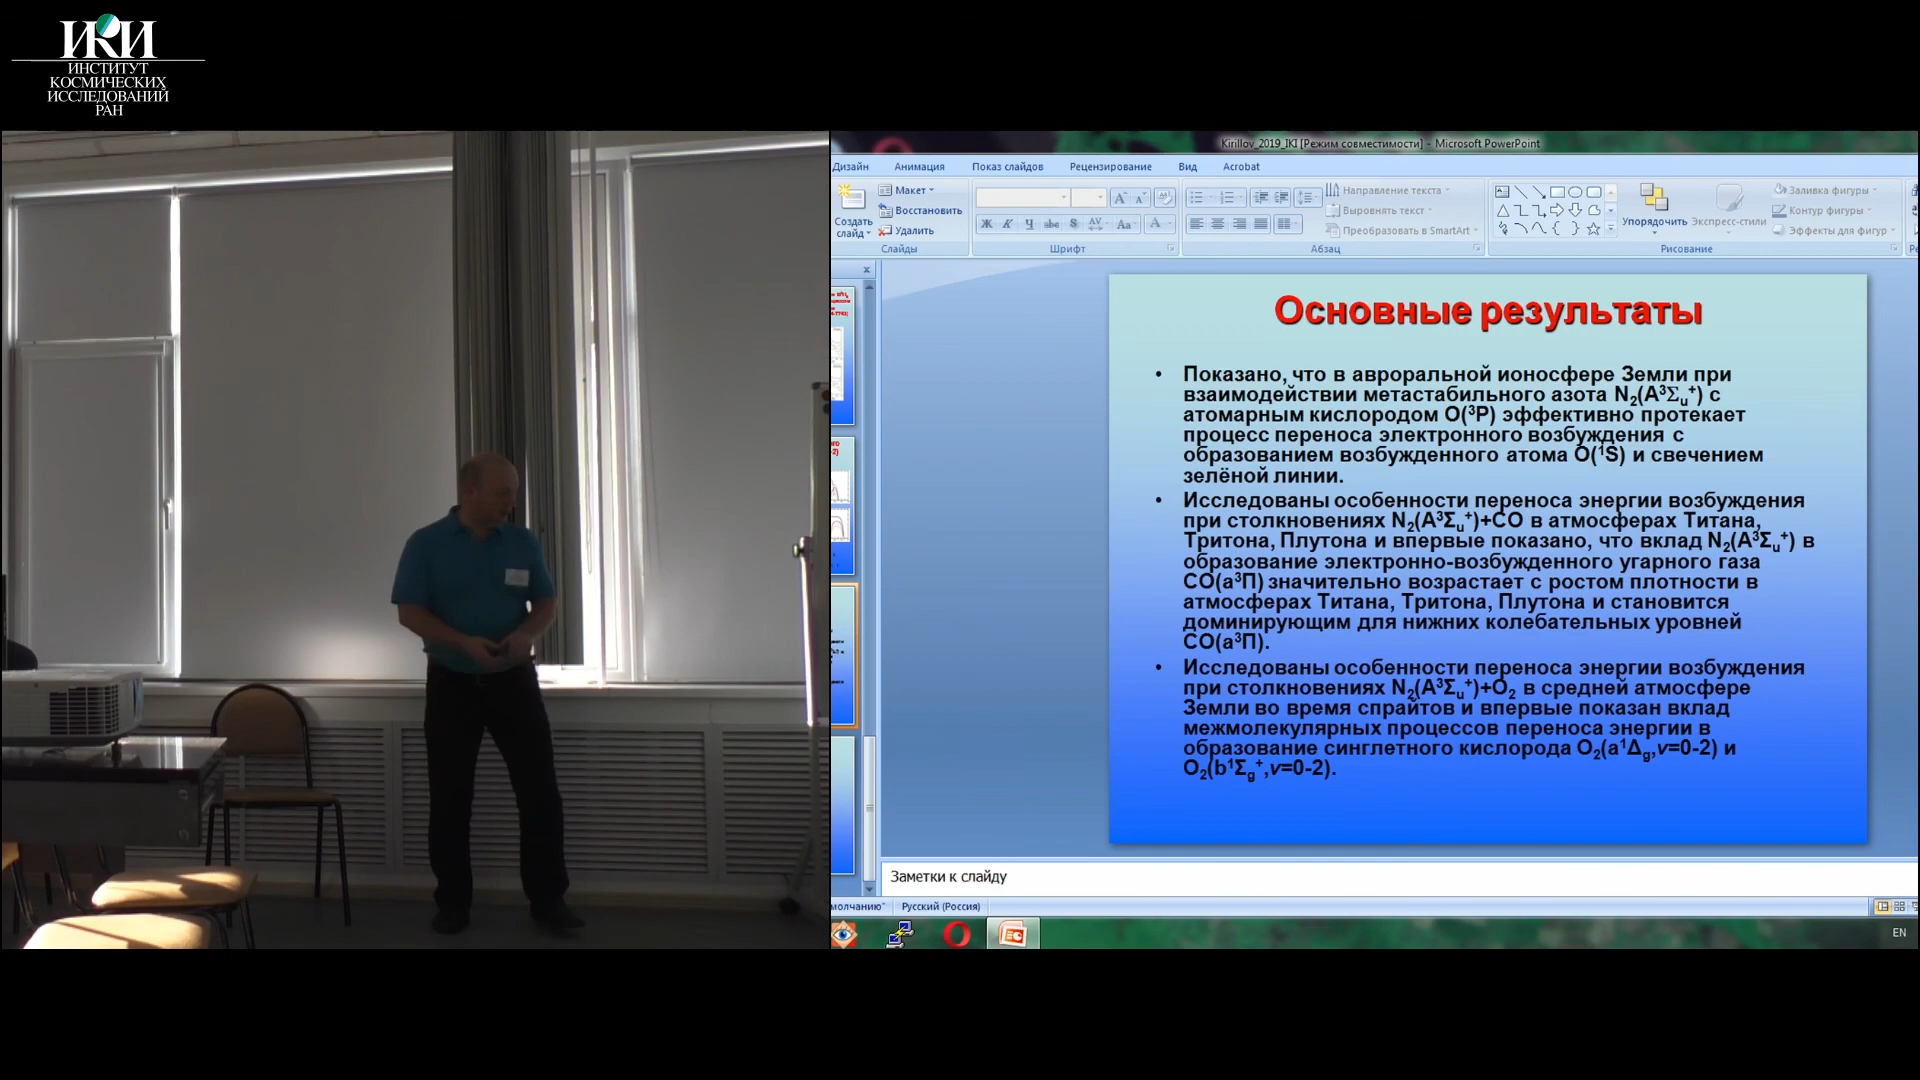 ИКИ
ИНСТИТУТ
КОСМИЧЕСКИХ
ИССЛЕДОВАНИЙ
РАН
Kirillov_2019_IKI [Режим совместимости] - Microsoft PowerPoint
Дизайн Анимация Показ слайдов Рецензирование Вид Acrobat
Создать слайд
Макет
Восстановить
Удалить
Слайды
Ж К Ч abc S AV Aa A
Шрифт
Направление текста
Выровнять текст
Преобразовать в SmartArt
Абзац
Упорядочить
Экспресс-стили
Заливка фигуры
Контур фигуры
Эффекты для фигур
Рисование
Основные результаты
• Показано, что в авроральной ионосфере Земли при
взаимодействии метастабильного азота N₂(A³Σᵤ⁺) с
атомарным кислородом O(³P) эффективно протекает
процесс переноса электронного возбуждения с
образованием возбужденного атома O(¹S) и свечением
зелёной линии.
• Исследованы особенности переноса энергии возбуждения
при столкновениях N₂(A³Σᵤ⁺)+CO в атмосферах Титана,
Тритона, Плутона и впервые показано, что вклад N₂(A³Σᵤ⁺) в
образование электронно-возбужденного угарного газа
CO(a³П) значительно возрастает с ростом плотности в
атмосферах Титана, Тритона, Плутона и становится
доминирующим для нижних колебательных уровней
CO(a³П).
• Исследованы особенности переноса энергии возбуждения
при столкновениях N₂(A³Σᵤ⁺)+O₂ в средней атмосфере
Земли во время спрайтов и впервые показан вклад
межмолекулярных процессов переноса энергии в
образование синглетного кислорода O₂(a¹Δg,v=0-2) и
O₂(b¹Σg⁺,v=0-2).
Заметки к слайду
молчанию" Русский (Россия)
EN